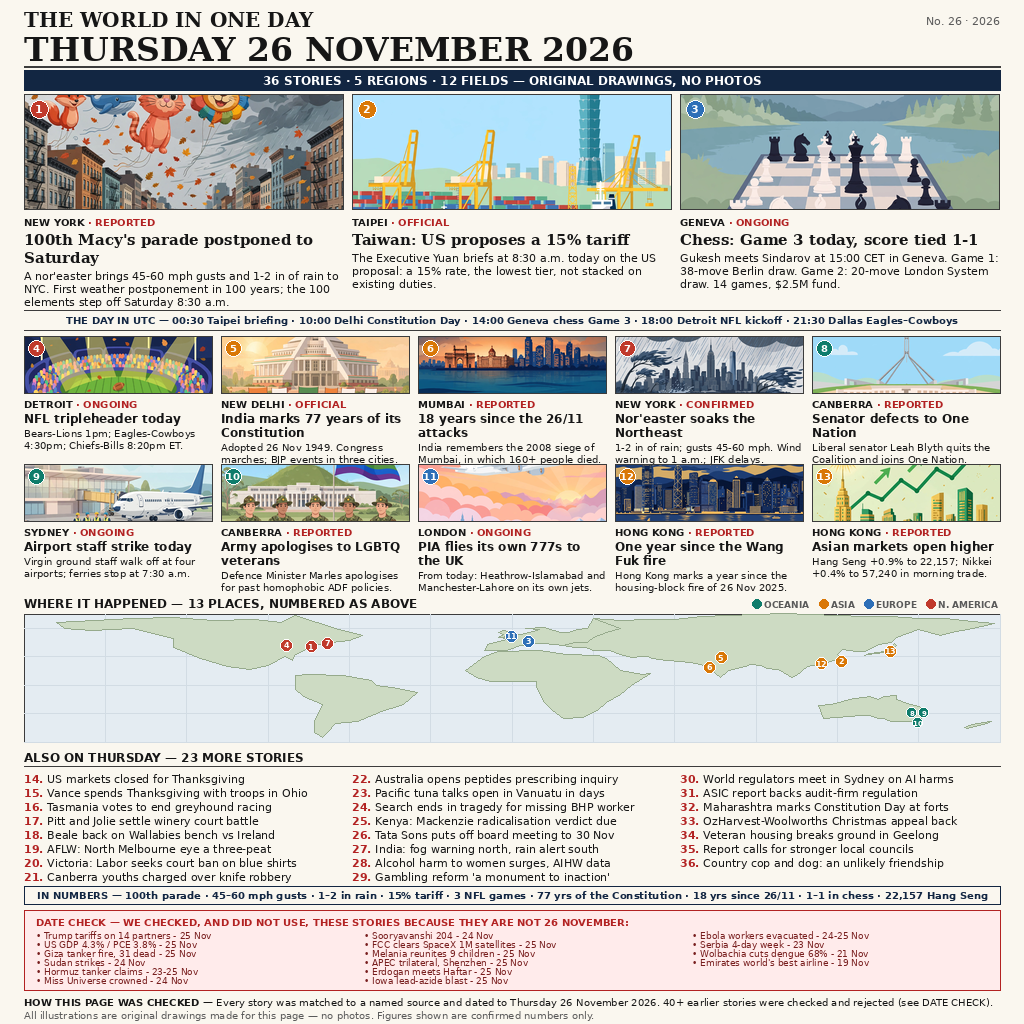 THE WORLD IN ONE DAY
No. 26 · 2026
THURSDAY 26 NOVEMBER 2026
36 STORIES · 5 REGIONS · 12 FIELDS — ORIGINAL DRAWINGS, NO PHOTOS
1
NEW YORK · REPORTED
100th Macy's parade postponed to
Saturday
A nor'easter brings 45-60 mph gusts and 1-2 in of rain to
NYC. First weather postponement in 100 years; the 100
elements step off Saturday 8:30 a.m.
2
TAIPEI · OFFICIAL
Taiwan: US proposes a 15% tariff
The Executive Yuan briefs at 8:30 a.m. today on the US
proposal: a 15% rate, the lowest tier, not stacked on
existing duties.
3
GENEVA · ONGOING
Chess: Game 3 today, score tied 1-1
Gukesh meets Sindarov at 15:00 CET in Geneva. Game 1:
38-move Berlin draw. Game 2: 20-move London System
draw. 14 games, $2.5M fund.
THE DAY IN UTC — 00:30 Taipei briefing · 10:00 Delhi Constitution Day · 14:00 Geneva chess Game 3 · 18:00 Detroit NFL kickoff · 21:30 Dallas Eagles–Cowboys
4
DETROIT · ONGOING
NFL tripleheader today
Bears-Lions 1pm; Eagles-Cowboys
4:30pm; Chiefs-Bills 8:20pm ET.
5
NEW DELHI · OFFICIAL
India marks 77 years of its
Constitution
Adopted 26 Nov 1949. Congress
marches; BJP events in three cities.
6
MUMBAI · REPORTED
18 years since the 26/11
attacks
India remembers the 2008 siege of
Mumbai, in which 160+ people died.
7
NEW YORK · CONFIRMED
Nor'easter soaks the
Northeast
1-2 in of rain; gusts 45-60 mph. Wind
warning to 1 a.m.; JFK delays.
8
CANBERRA · REPORTED
Senator defects to One
Nation
Liberal senator Leah Blyth quits the
Coalition and joins One Nation.
9
SYDNEY · ONGOING
Airport staff strike today
Virgin ground staff walk off at four
airports; ferries stop at 7:30 a.m.
10
CANBERRA · REPORTED
Army apologises to LGBTQ
veterans
Defence Minister Marles apologises
for past homophobic ADF policies.
11
LONDON · ONGOING
PIA flies its own 777s to
the UK
From today: Heathrow-Islamabad and
Manchester-Lahore on its own jets.
12
HONG KONG · REPORTED
One year since the Wang
Fuk fire
Hong Kong marks a year since the
housing-block fire of 26 Nov 2025.
13
HONG KONG · REPORTED
Asian markets open higher
Hang Seng +0.9% to 22,157; Nikkei
+0.4% to 57,240 in morning trade.
WHERE IT HAPPENED — 13 PLACES, NUMBERED AS ABOVE
OCEANIA
ASIA
EUROPE
N. AMERICA
4
1
7
11
3
5
6
12
2
13
8
9
10
ALSO ON THURSDAY — 23 MORE STORIES
14. US markets closed for Thanksgiving
15. Vance spends Thanksgiving with troops in Ohio
16. Tasmania votes to end greyhound racing
17. Pitt and Jolie settle winery court battle
18. Beale back on Wallabies bench vs Ireland
19. AFLW: North Melbourne eye a three-peat
20. Victoria: Labor seeks court ban on blue shirts
21. Canberra youths charged over knife robbery
22. Australia opens peptides prescribing inquiry
23. Pacific tuna talks open in Vanuatu in days
24. Search ends in tragedy for missing BHP worker
25. Kenya: Mackenzie radicalisation verdict due
26. Tata Sons puts off board meeting to 30 Nov
27. India: fog warning north, rain alert south
28. Alcohol harm to women surges, AIHW data
29. Gambling reform 'a monument to inaction'
30. World regulators meet in Sydney on AI harms
31. ASIC report backs audit-firm regulation
32. Maharashtra marks Constitution Day at forts
33. OzHarvest-Woolworths Christmas appeal back
34. Veteran housing breaks ground in Geelong
35. Report calls for stronger local councils
36. Country cop and dog: an unlikely friendship
IN NUMBERS — 100th parade · 45–60 mph gusts · 1–2 in rain · 15% tariff · 3 NFL games · 77 yrs of the Constitution · 18 yrs since 26/11 · 1–1 in chess · 22,157 Hang Seng
DATE CHECK — WE CHECKED, AND DID NOT USE, THESE STORIES BECAUSE THEY ARE NOT 26 NOVEMBER:
• Trump tariffs on 14 partners - 25 Nov
• US GDP 4.3% / PCE 3.8% - 25 Nov
• Giza tanker fire, 31 dead - 25 Nov
• Sudan strikes - 24 Nov
• Hormuz tanker claims - 23-25 Nov
• Miss Universe crowned - 24 Nov
• Sooryavanshi 204 - 24 Nov
• FCC clears SpaceX 1M satellites - 25 Nov
• Melania reunites 9 children - 25 Nov
• APEC trilateral, Shenzhen - 25 Nov
• Erdogan meets Haftar - 25 Nov
• Iowa lead-azide blast - 25 Nov
• Ebola workers evacuated - 24-25 Nov
• Serbia 4-day week - 23 Nov
• Wolbachia cuts dengue 68% - 21 Nov
• Emirates world's best airline - 19 Nov
HOW THIS PAGE WAS CHECKED — Every story was matched to a named source and dated to Thursday 26 November 2026. 40+ earlier stories were checked and rejected (see DATE CHECK).
All illustrations are original drawings made for this page — no photos. Figures shown are confirmed numbers only.